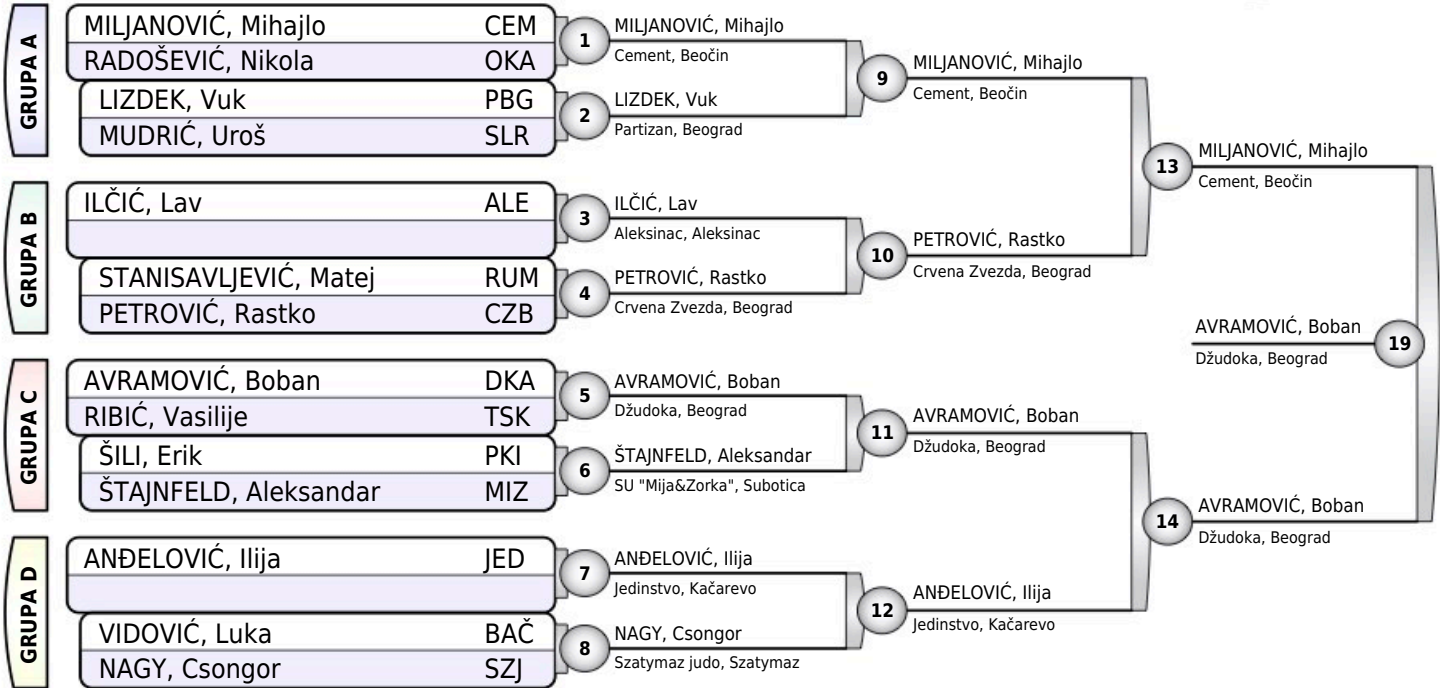 GRUPA A
MILJANOVIĆ, Mihajlo CEM
RADOŠEVIĆ, Nikola OKA
LIZDEK, Vuk PBG
MUDRIĆ, Uroš SLR
GRUPA B
ILČIĆ, Lav ALE
STANISAVLJEVIĆ, Matej RUM
PETROVIĆ, Rastko CZB
GRUPA C
AVRAMOVIĆ, Boban DKA
RIBIĆ, Vasilije TSK
ŠILI, Erik PKI
ŠTAJNFELD, Aleksandar MIZ
GRUPA D
ANĐELOVIĆ, Ilija JED
VIDOVIĆ, Luka BAČ
NAGY, Csongor SZJ
1
MILJANOVIĆ, Mihajlo
Cement, Beočin
2
LIZDEK, Vuk
Partizan, Beograd
3
ILČIĆ, Lav
Aleksinac, Aleksinac
4
PETROVIĆ, Rastko
Crvena Zvezda, Beograd
5
AVRAMOVIĆ, Boban
Džudoka, Beograd
6
ŠTAJNFELD, Aleksandar
SU "Mija&Zorka", Subotica
7
ANĐELOVIĆ, Ilija
Jedinstvo, Kačarevo
8
NAGY, Csongor
Szatymaz judo, Szatymaz
9
MILJANOVIĆ, Mihajlo
Cement, Beočin
10
PETROVIĆ, Rastko
Crvena Zvezda, Beograd
11
AVRAMOVIĆ, Boban
Džudoka, Beograd
12
ANĐELOVIĆ, Ilija
Jedinstvo, Kačarevo
13
MILJANOVIĆ, Mihajlo
Cement, Beočin
14
AVRAMOVIĆ, Boban
Džudoka, Beograd
AVRAMOVIĆ, Boban
Džudoka, Beograd
19